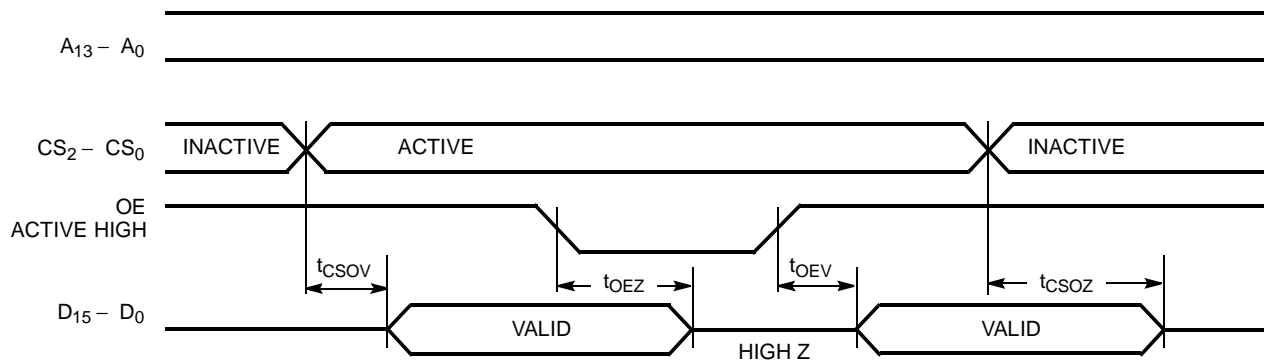 A13 – A0
CS2 – CS0
INACTIVE
ACTIVE
INACTIVE
OE
ACTIVE HIGH
tCSOV
tOEZ
tOEV
tCSOZ
D15 – D0
VALID
HIGH Z
VALID